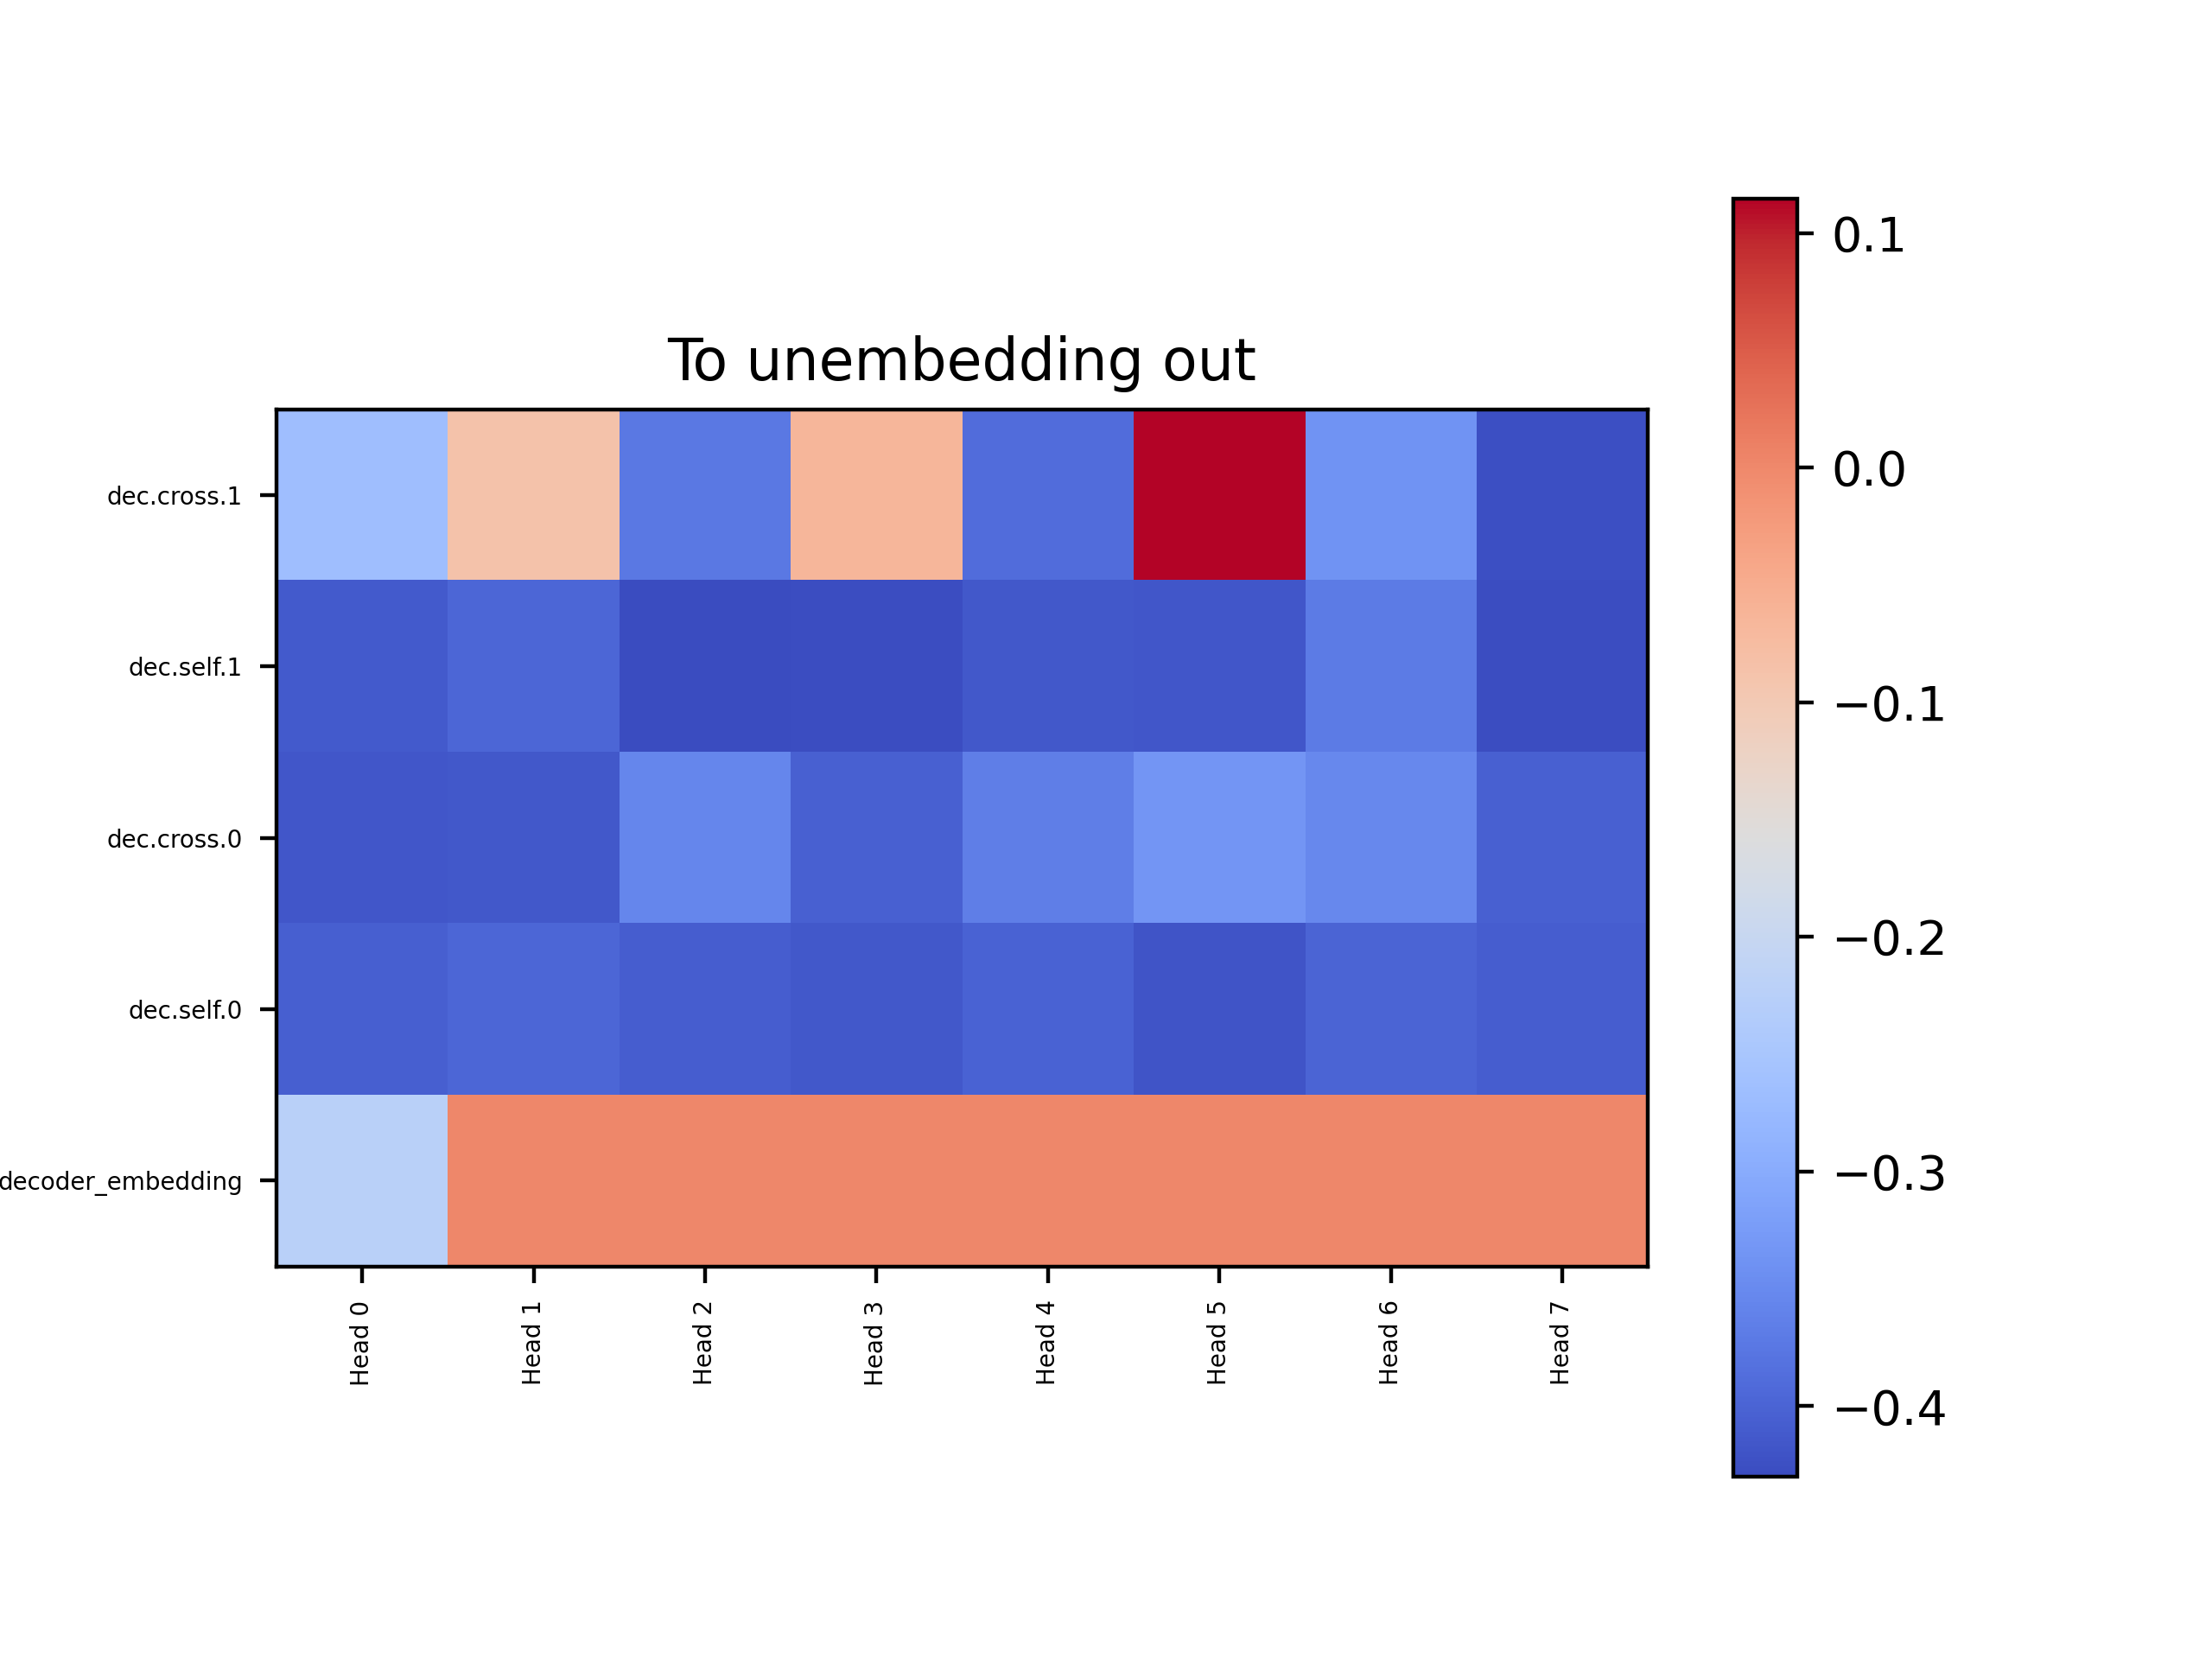 To unembedding out
dec.cross.1
dec.self.1
dec.cross.0
dec.self.0
decoder_embedding
Head 0
Head 1
Head 2
Head 3
Head 4
Head 5
Head 6
Head 7
0.1
0.0
−0.1
−0.2
−0.3
−0.4